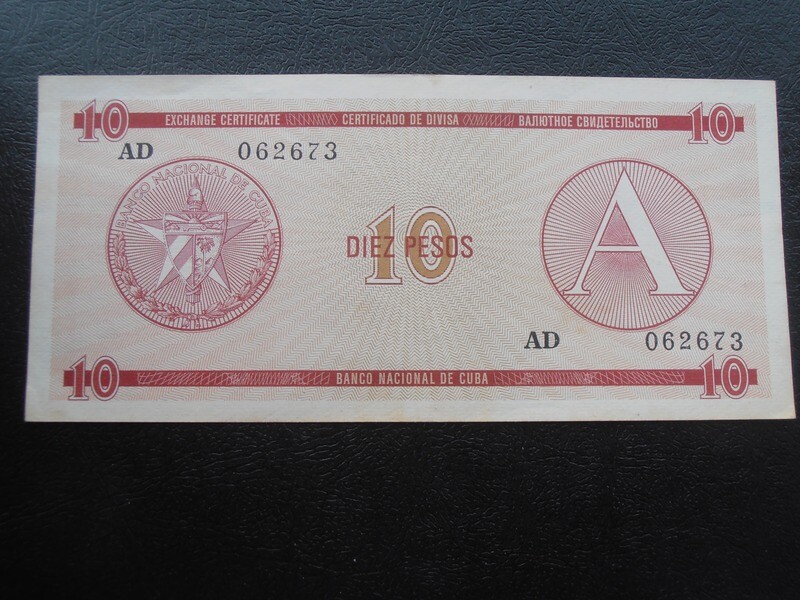 10 EXCHANGE CERTIFICATE CERTIFICADO DE DIVISA ВАЛЮТНОЕ СВИДЕТЕЛЬСТВО 10
AD 062673
BANCO NACIONAL DE CUBA
10
DIEZ PESOS
A
AD 062673
10 BANCO NACIONAL DE CUBA 10